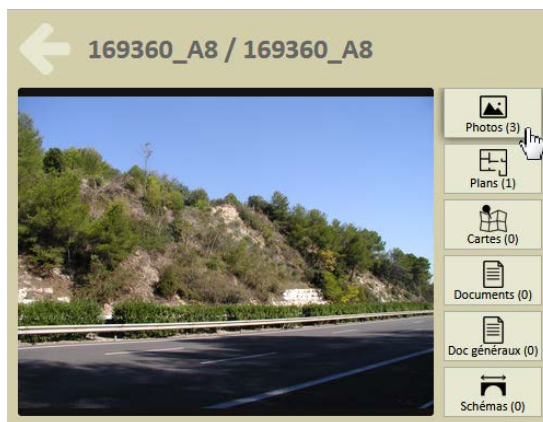 169360_A8 / 169360_A8
Photos (3)
Plans (1)
Cartes (0)
Documents (0)
Doc généraux (0)
Schémas (0)